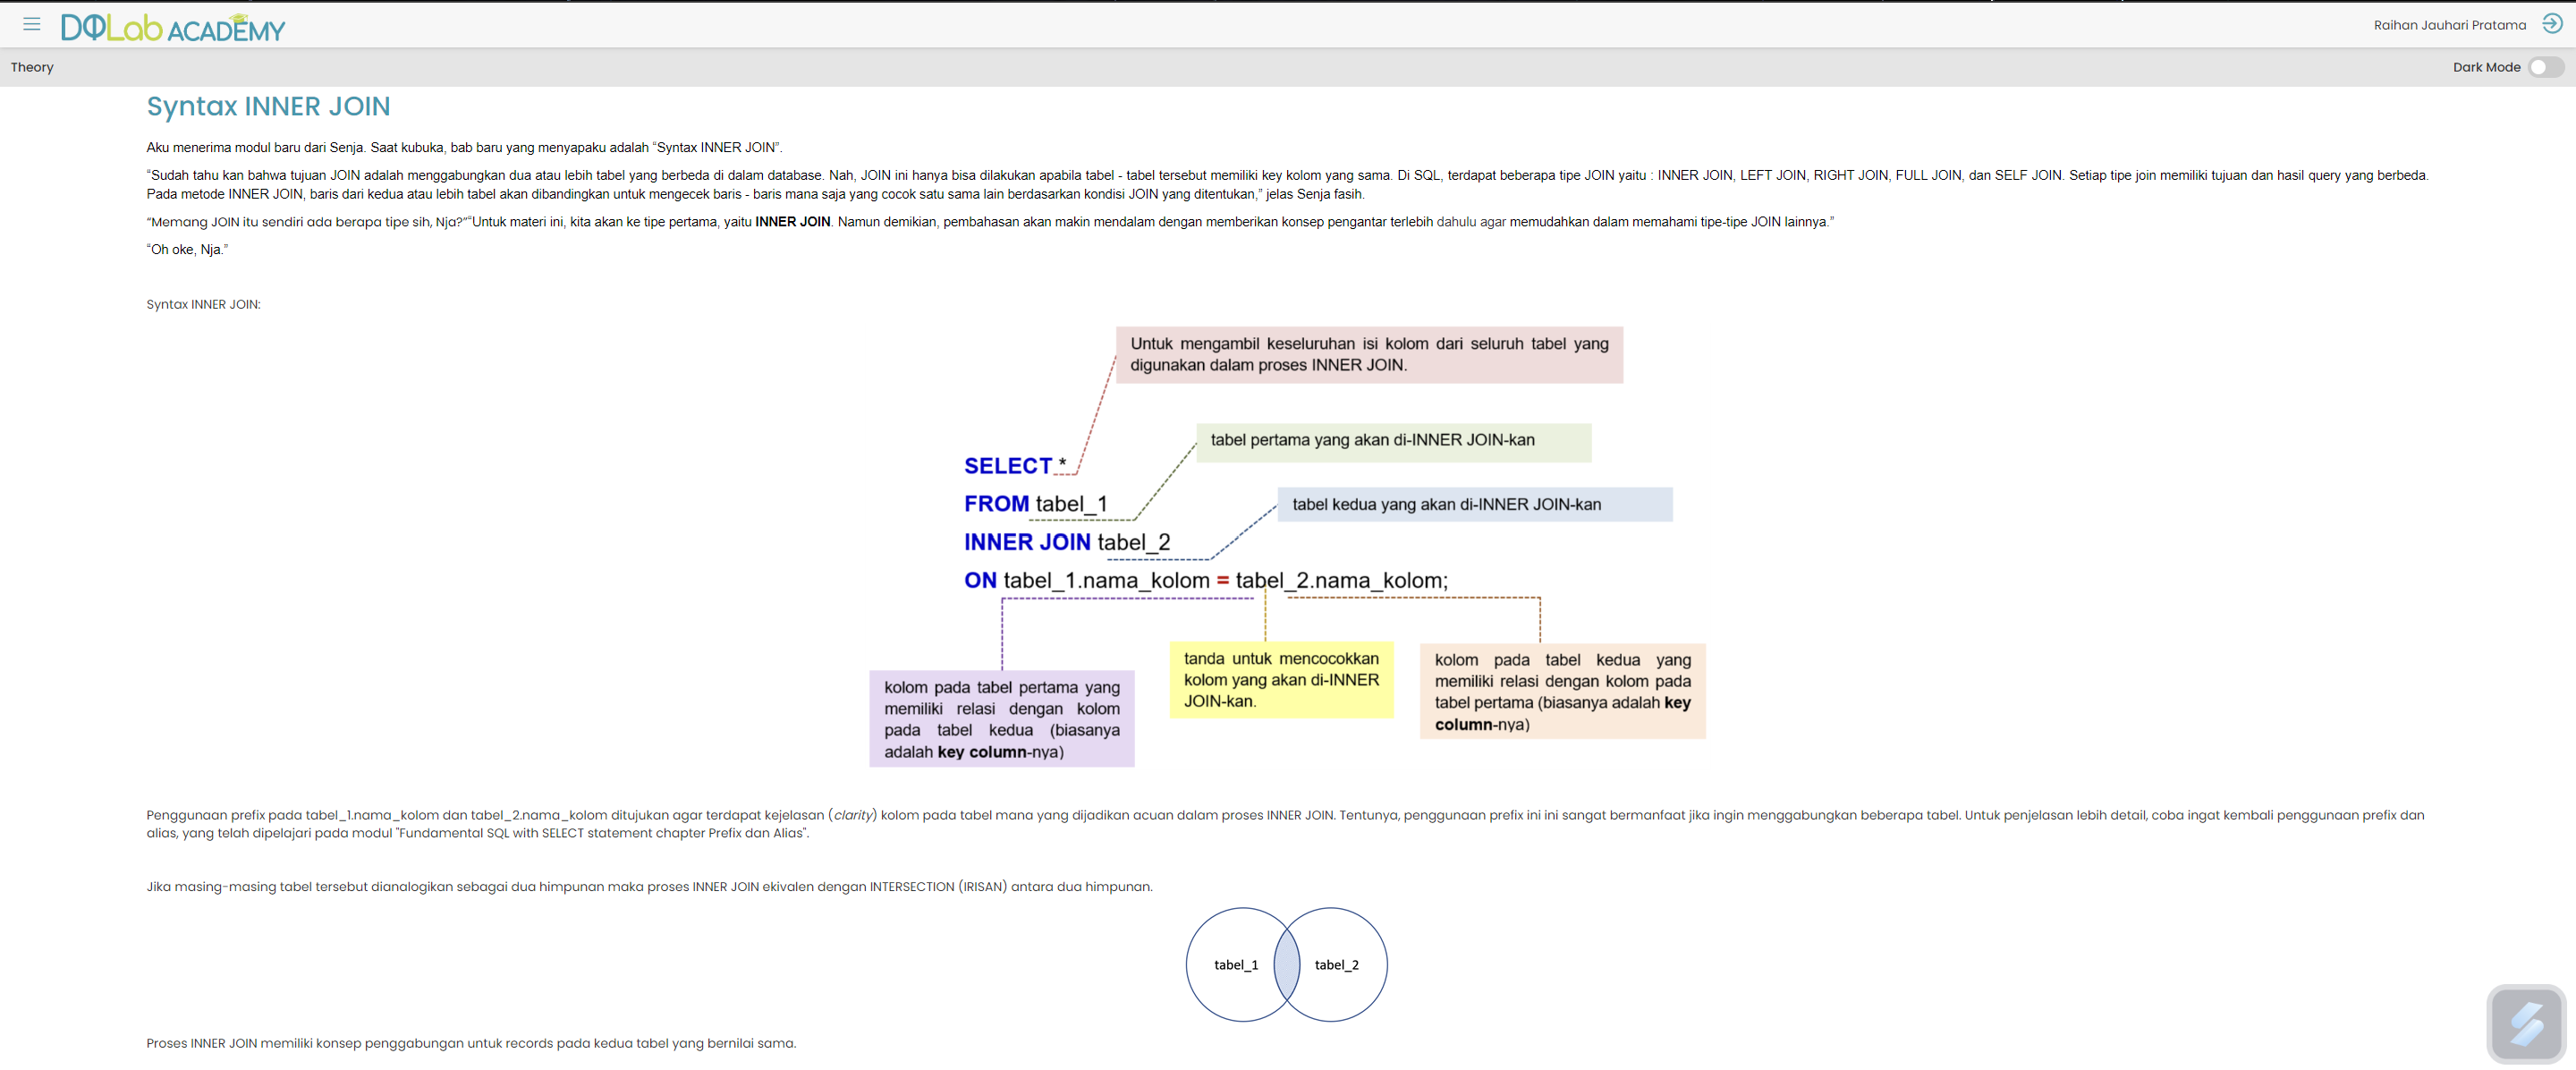 DQLab ACADEMY
Raihan Jauhari Pratama
Theory
Dark Mode
Syntax INNER JOIN
Aku menerima modul baru dari Senja. Saat kubuka, bab baru yang menyapaku adalah “Syntax INNER JOIN”.
“Sudah tahu kan bahwa tujuan JOIN adalah menggabungkan dua atau lebih tabel yang berbeda di dalam database. Nah, JOIN ini hanya bisa dilakukan apabila tabel - tabel tersebut memiliki key kolom yang sama. Di SQL, terdapat beberapa tipe JOIN yaitu : INNER JOIN, LEFT JOIN, RIGHT JOIN, FULL JOIN, dan SELF JOIN. Setiap tipe join memiliki tujuan dan hasil query yang berbeda.
Pada metode INNER JOIN, baris dari kedua atau lebih tabel akan dibandingkan untuk mengecek baris - baris mana saja yang cocok satu sama lain berdasarkan kondisi JOIN yang ditentukan,” jelas Senja fasih.
“Memang JOIN itu sendiri ada berapa tipe sih, Nja?”“Untuk materi ini, kita akan ke tipe pertama, yaitu INNER JOIN. Namun demikian, pembahasan akan makin mendalam dengan memberikan konsep pengantar terlebih dahulu agar memudahkan dalam memahami tipe-tipe JOIN lainnya.”
“Oh oke, Nja.”
Syntax INNER JOIN:
Untuk mengambil keseluruhan isi kolom dari seluruh tabel yang
digunakan dalam proses INNER JOIN.
tabel pertama yang akan di-INNER JOIN-kan
SELECT *
FROM tabel_1
tabel kedua yang akan di-INNER JOIN-kan
INNER JOIN tabel_2
ON tabel_1.nama_kolom = tabel_2.nama_kolom;
kolom pada tabel pertama yang
memiliki relasi dengan kolom
pada tabel kedua (biasanya
adalah key column-nya)
tanda untuk mencocokkan
kolom yang akan di-INNER
JOIN-kan.
kolom pada tabel kedua yang
memiliki relasi dengan kolom pada
tabel pertama (biasanya adalah key
column-nya)
Penggunaan prefix pada tabel_1.nama_kolom dan tabel_2.nama_kolom ditujukan agar terdapat kejelasan (clarity) kolom pada tabel mana yang dijadikan acuan dalam proses INNER JOIN. Tentunya, penggunaan prefix ini ini sangat bermanfaat jika ingin menggabungkan beberapa tabel. Untuk penjelasan lebih detail, coba ingat kembali penggunaan prefix dan
alias, yang telah dipelajari pada modul "Fundamental SQL with SELECT statement chapter Prefix dan Alias".
Jika masing-masing tabel tersebut dianalogikan sebagai dua himpunan maka proses INNER JOIN ekivalen dengan INTERSECTION (IRISAN) antara dua himpunan.
tabel_1
tabel_2
Proses INNER JOIN memiliki konsep penggabungan untuk records pada kedua tabel yang bernilai sama.